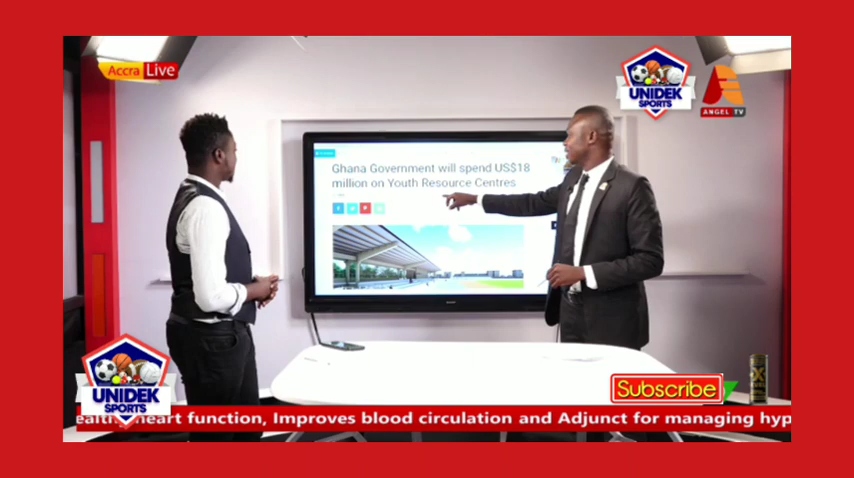 Accra Live
UNIDEK
SPORTS
ANGEL TV
Ghana Government will spend US$18
million on Youth Resource Centres
UNIDEK
SPORTS
Subscribe
heart function, Improves blood circulation and Adjunct for managing hyp